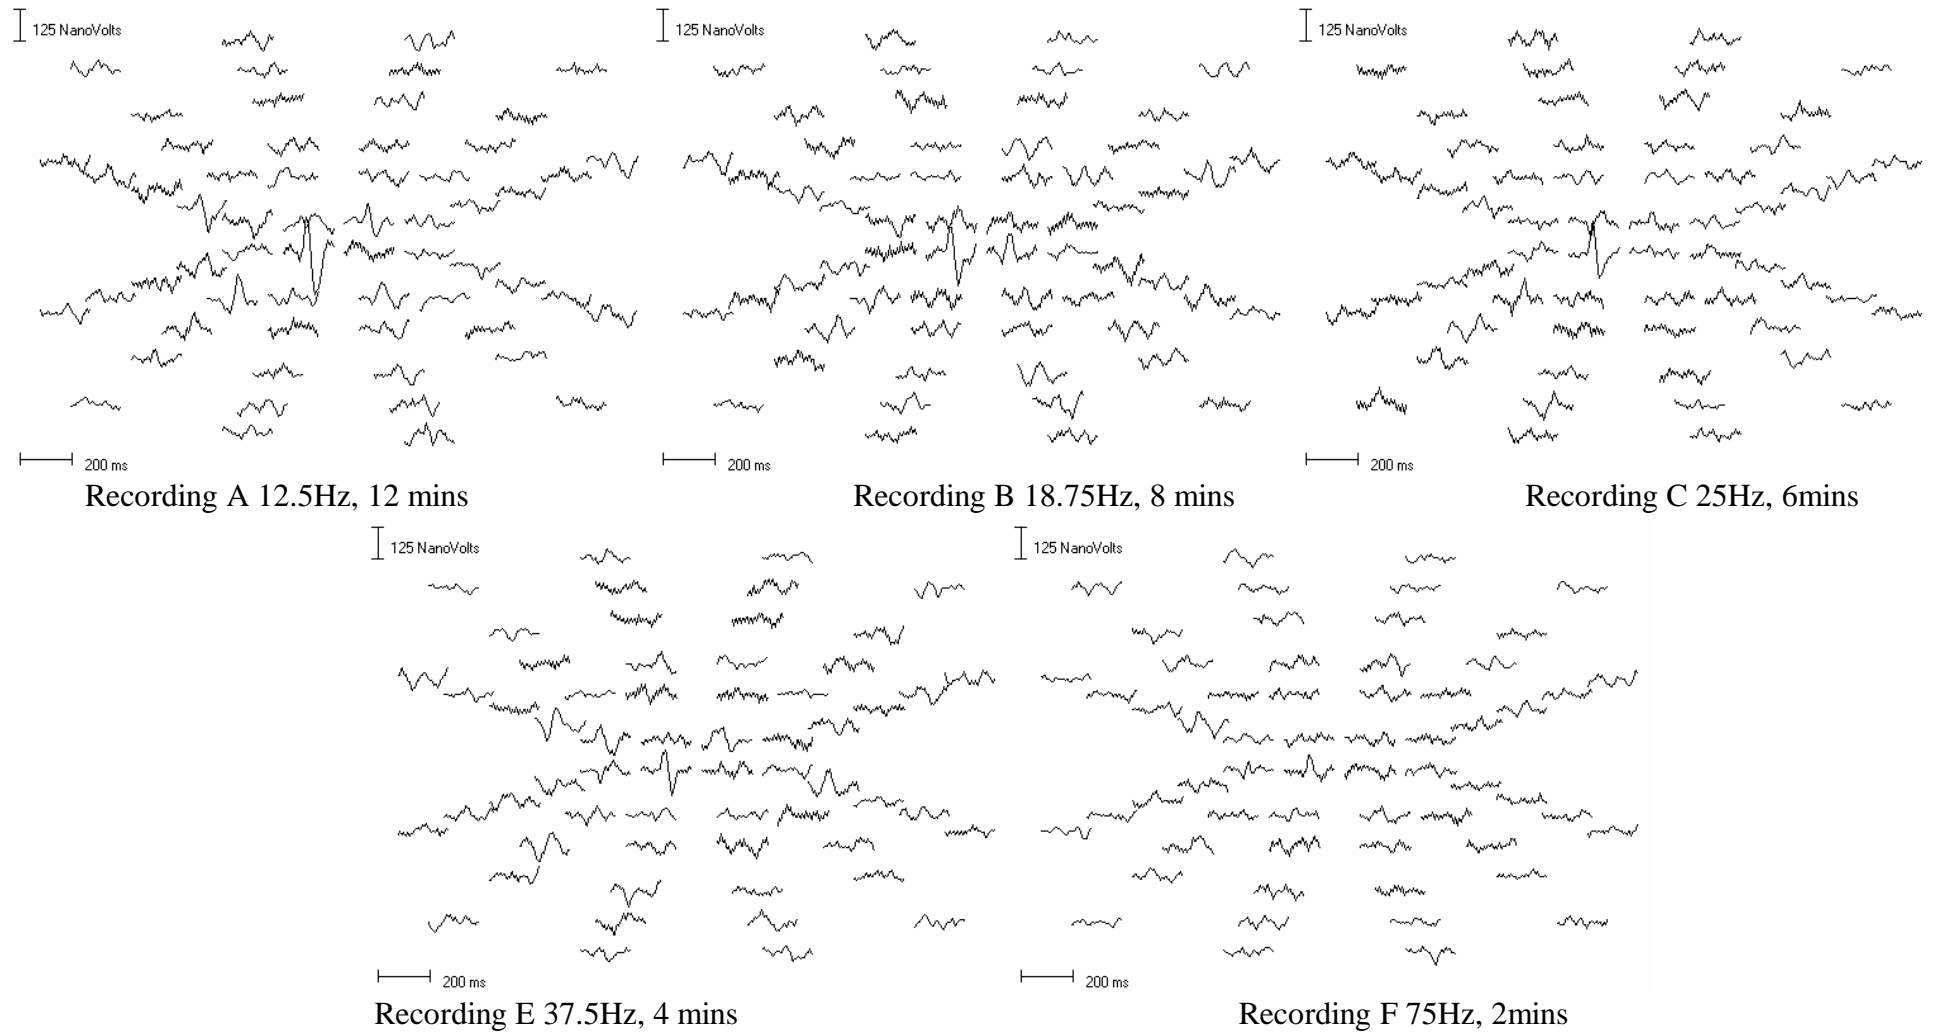 125 NanoVolts
200 ms
Recording A 12.5Hz, 12 mins
125 NanoVolts
200 ms
Recording B 18.75Hz, 8 mins
125 NanoVolts
200 ms
Recording C 25Hz, 6mins
125 NanoVolts
200 ms
Recording E 37.5Hz, 4 mins
125 NanoVolts
200 ms
Recording F 75Hz, 2mins